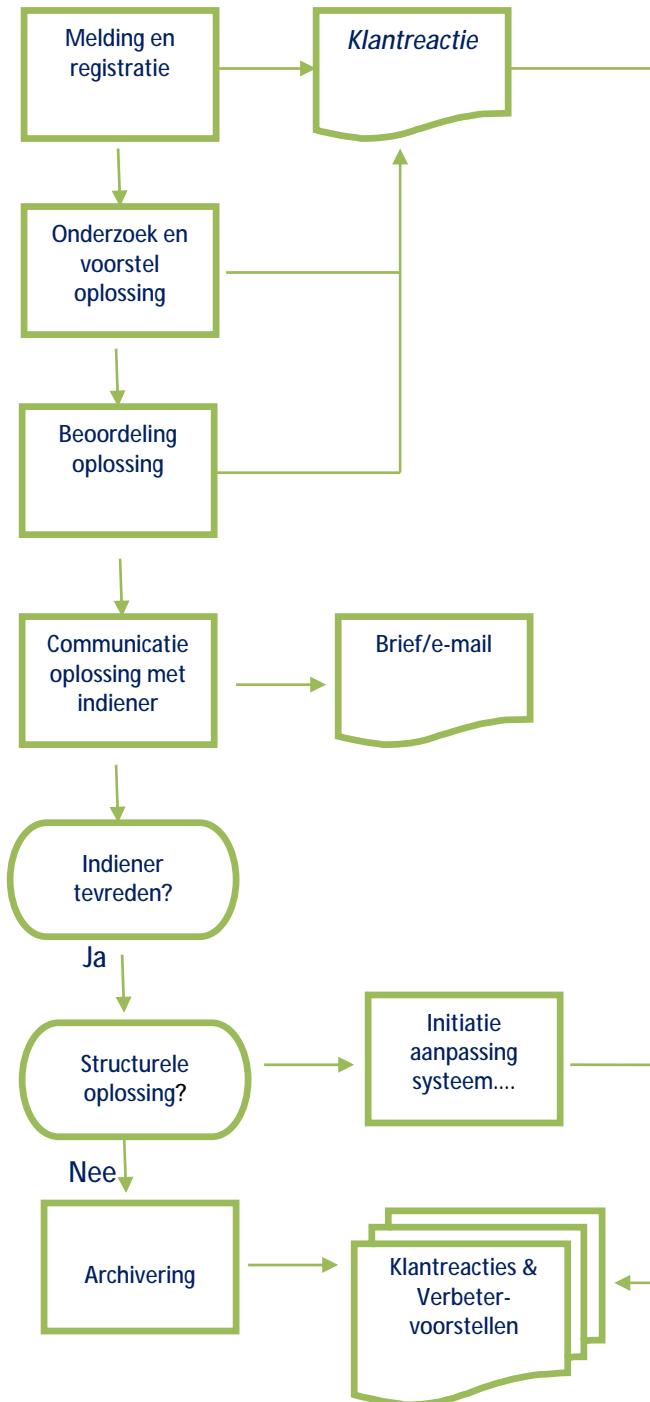 Melding en
registratie
Klantreactie
Onderzoek en
voorstel
oplossing
Beoordeling
oplossing
Communicatie
oplossing met
indiener
Brief/e-mail
Indiener
tevreden?
Ja
Structurele
oplossing?
Initiatie
aanpassing
systeem....
Nee
Archivering
Klantreacties &
Verbeter-
voorstellen